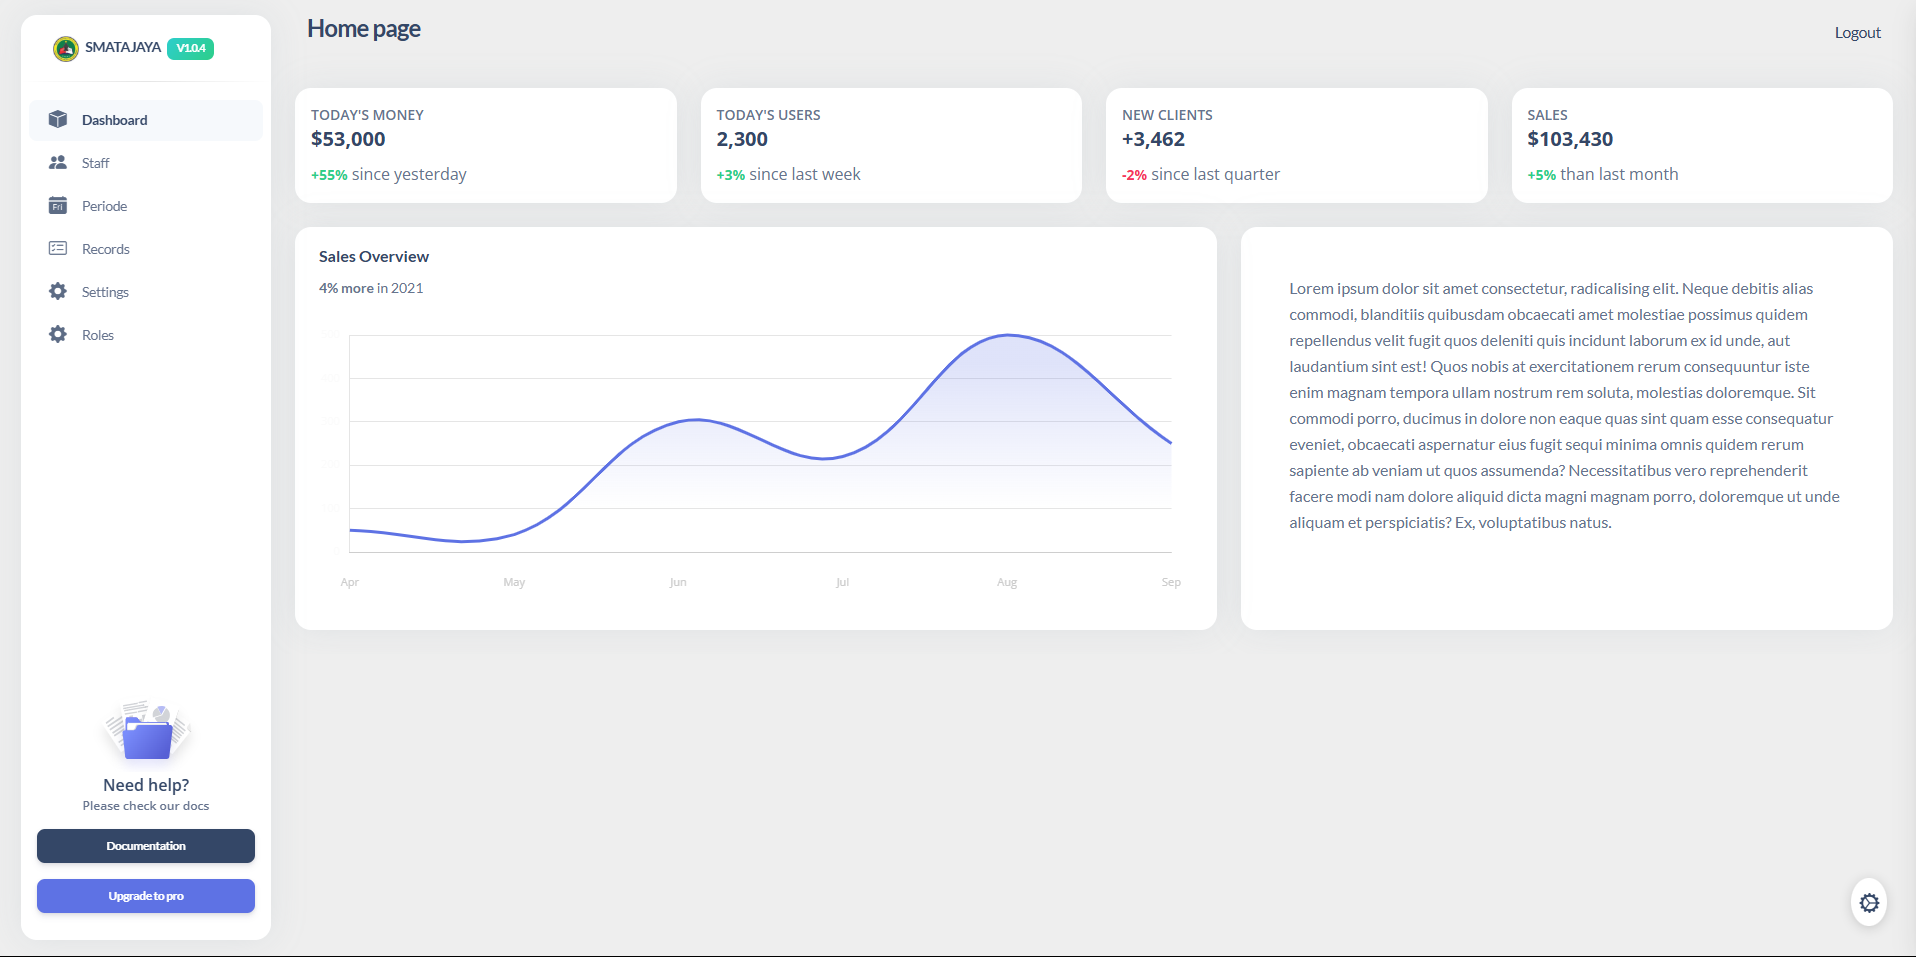 SMATAJAYA V1.0.4
Dashboard
Staff
Fri Periode
Records
Settings
Roles
Need help?
Please check our docs
Documentation
Upgrade to pro
Home page
Logout
TODAY'S MONEY
$53,000
+55% since yesterday
TODAY'S USERS
2,300
+3% since last week
NEW CLIENTS
+3,462
-2% since last quarter
SALES
$103,430
+5% than last month
Sales Overview
4% more in 2021
Apr May Jun Jul Aug Sep
Lorem ipsum dolor sit amet consectetur, radicalising elit. Neque debitis alias
commodi, blanditiis quibusdam obcaecati amet molestiae possimus quidem
repellendus velit fugit quos deleniti quis incidunt laborum ex id unde, aut
laudantium sint est! Quos nobis at exercitationem rerum consequuntur iste
enim magnam tempora ullam nostrum rem soluta, molestias doloremque. Sit
commodi porro, ducimus in dolore non eaque quas sint quam esse consequatur
eveniet, obcaecati aspernatur eius fugit sequi minima omnis quidem rerum
sapiente ab veniam ut quos assumenda? Necessitatibus vero reprehenderit
facere modi nam dolore aliquid dicta magni magnam porro, doloremque ut unde
aliquam et perspiciatis? Ex, voluptatibus natus.